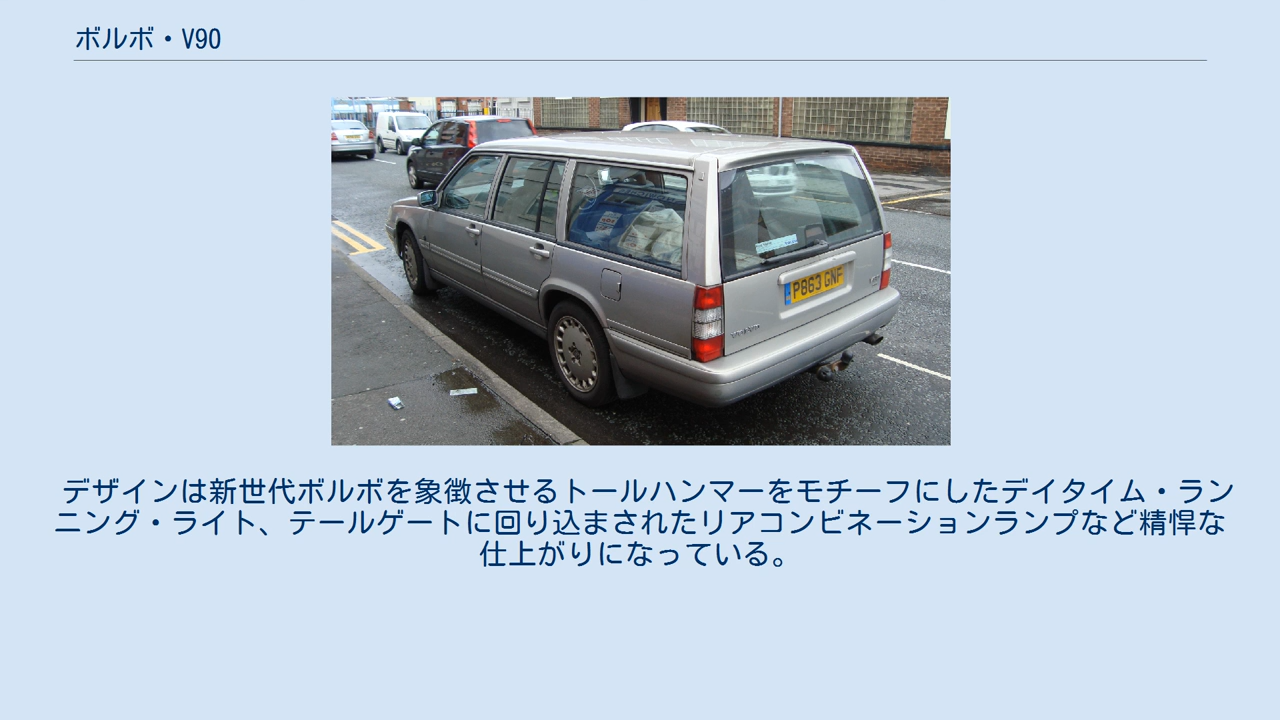 ボルボ・V90
P863 GNF
デザインは新世代ボルボを象徴させるトールハンマーをモチーフにしたデイタイム・ラン
ニング・ライト、テールゲートに回り込まされたリアコンビネーションランプなど精悍な
仕上がりになっている。